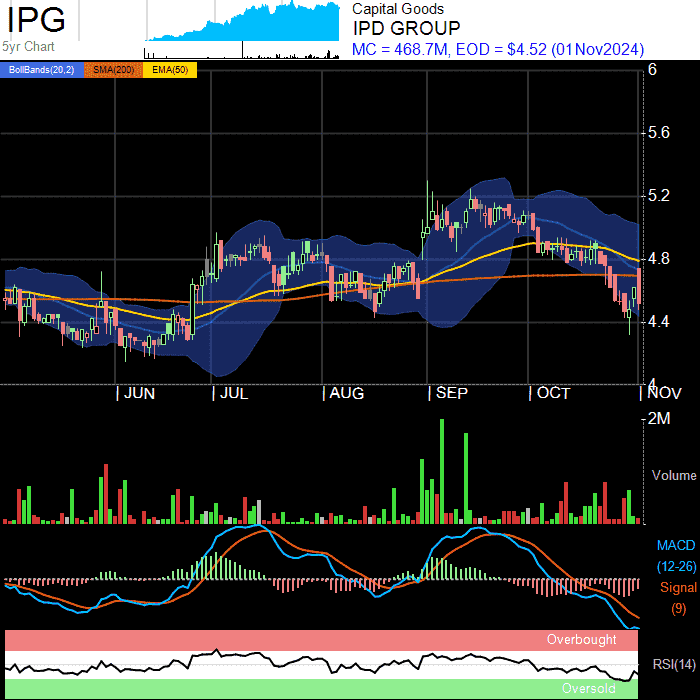 IPG
5yr Chart
Capital Goods
IPD GROUP
MC = 468.7M, EOD = $4.52 (01Nov2024)
BollBands(20,2) SMA(200) EMA(50)
6
5.6
5.2
4.8
4.4
4
JUN JUL AUG SEP OCT NOV
2M
Volume
MACD
(12-26)
Signal
(9)
Overbought
RSI(14)
Oversold